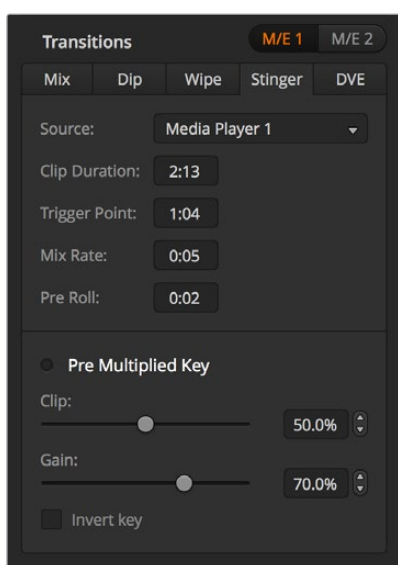 Transitions M/E 1 M/E 2
Mix Dip Wipe Stinger DVE
Source: Media Player 1
Clip Duration: 2:13
Trigger Point: 1:04
Mix Rate: 0:05
Pre Roll: 0:02
Pre Multiplied Key
Clip:
50.0%
Gain:
70.0%
Invert key